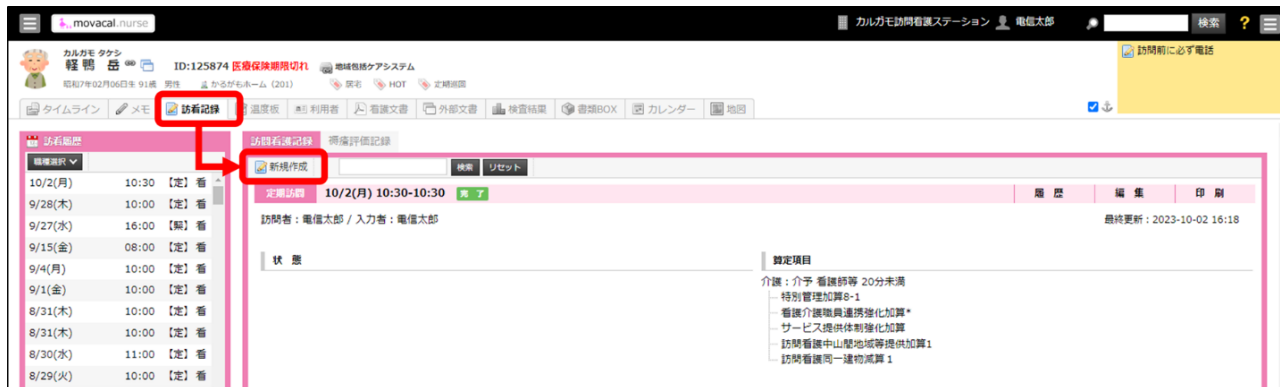 movacal.nurse
カルガモ訪問看護ステーション 電信太郎 検索 ?
カルガモ タケシ
軽鴨 岳 ID:125874 医療保険期限切れ 地域包括ケアシステム
昭和7年02月06日生 91歳 男性 かるがもホーム (201) 居宅 HOT 定期巡回
訪問前に必ず電話
タイムライン メモ 訪看記録 温度板 利用者 看護文書 外部文書 検査結果 書類BOX カレンダー 地図
訪看履歴
職種選択
10/2(月) 10:30 【定】看
9/28(木) 10:00 【定】看
9/27(水) 16:00 【緊】看
9/15(金) 08:00 【定】看
9/4(月) 10:00 【定】看
9/1(金) 10:00 【定】看
8/31(木) 10:00 【定】看
8/31(木) 10:00 【定】看
8/30(水) 11:00 【定】看
8/29(火) 10:00 【定】看
訪問看護記録 褥瘡評価記録
新規作成 検索 リセット
定期訪問 10/2(月) 10:30-10:30 完了 履歴 編集 印刷
訪問者:電信太郎 / 入力者:電信太郎 最終更新:2023-10-02 16:18
状 態
算定項目
介護:介予 看護師等 20分未満
特別管理加算8-1
看護介護職員連携強化加算*
サービス提供体制強化加算
訪問看護中山間地域等提供加算1
訪問看護同一建物減算1